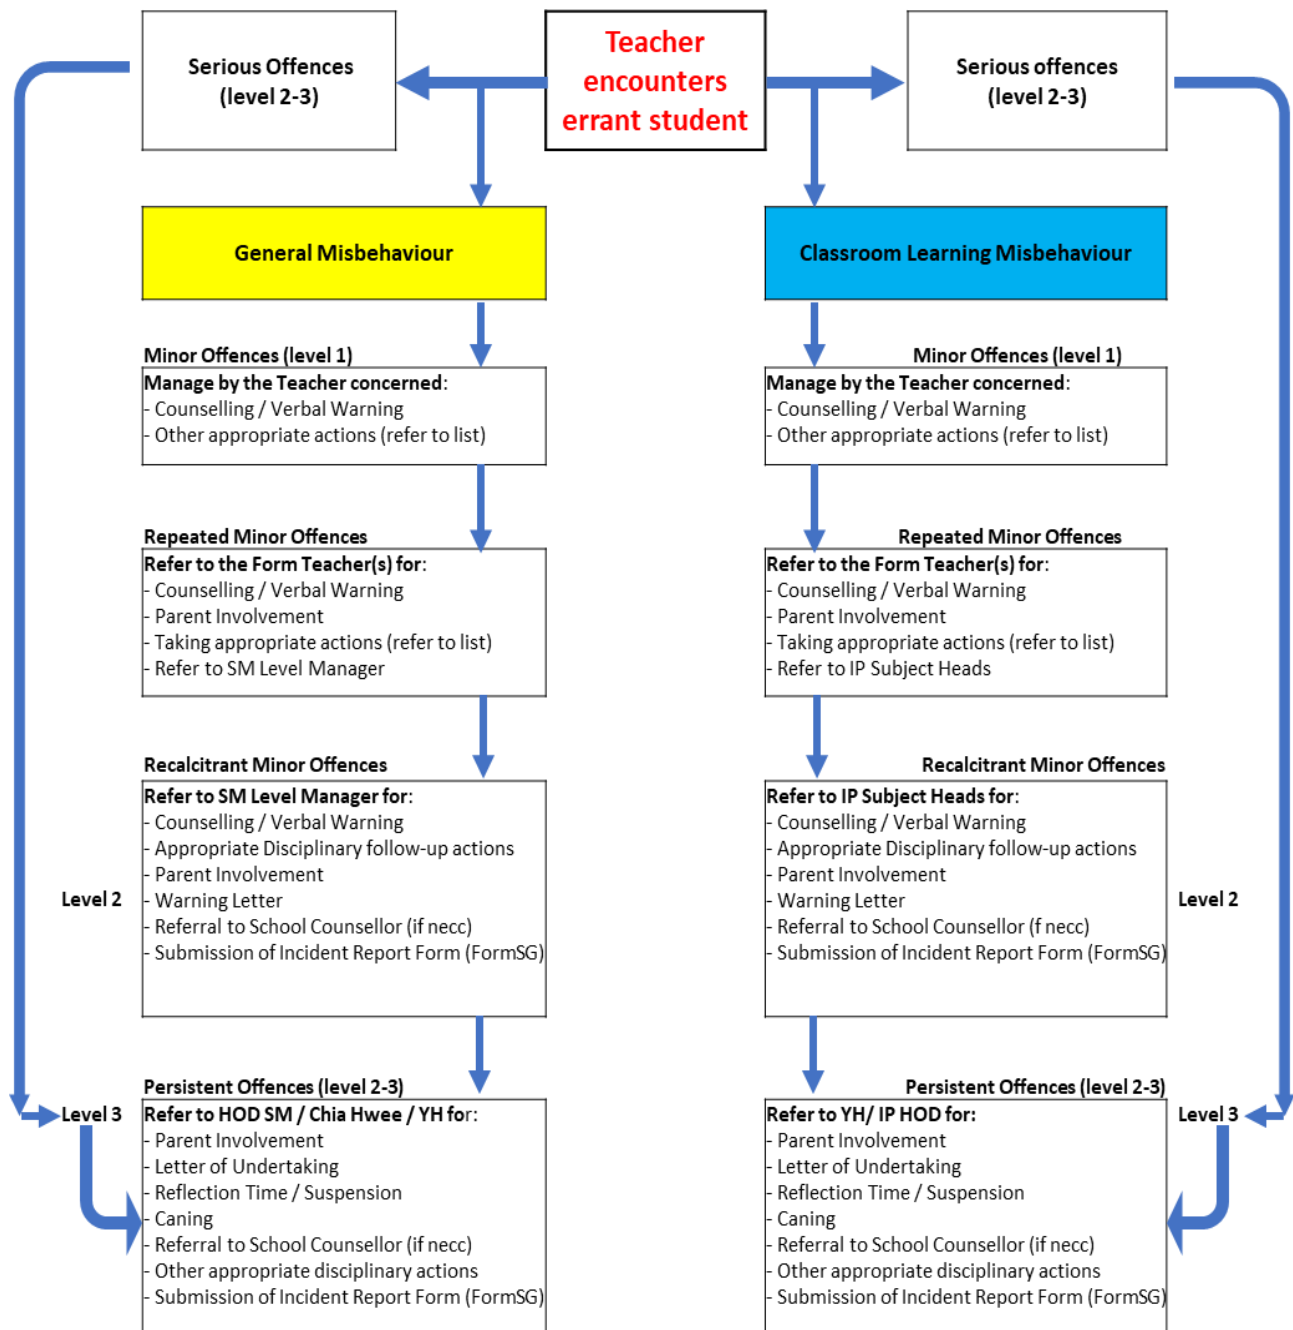 Teacher
encounters
errant student
Serious Offences
(level 2-3)
Serious offences
(level 2-3)
General Misbehaviour
Classroom Learning Misbehaviour
Minor Offences (level 1)
Manage by the Teacher concerned:
- Counselling / Verbal Warning
- Other appropriate actions (refer to list)
Minor Offences (level 1)
Manage by the Teacher concerned:
- Counselling / Verbal Warning
- Other appropriate actions (refer to list)
Repeated Minor Offences
Refer to the Form Teacher(s) for:
- Counselling / Verbal Warning
- Parent Involvement
- Taking appropriate actions (refer to list)
- Refer to SM Level Manager
Repeated Minor Offences
Refer to the Form Teacher(s) for:
- Counselling / Verbal Warning
- Parent Involvement
- Taking appropriate actions (refer to list)
- Refer to IP Subject Heads
Recalcitrant Minor Offences
Refer to SM Level Manager for:
- Counselling / Verbal Warning
- Appropriate Disciplinary follow-up actions
- Parent Involvement
Level 2
- Warning Letter
- Referral to School Counsellor (if necc)
- Submission of Incident Report Form (FormSG)
Recalcitrant Minor Offences
Refer to IP Subject Heads for:
- Counselling / Verbal Warning
- Appropriate Disciplinary follow-up actions
- Parent Involvement
- Warning Letter
Level 2
- Referral to School Counsellor (f necc)
- Submission of Incident Report Form (FormSG)
Persistent Offences (level 2-3)
Level 3
Refer to HOD SM / Chia Hwee / YH for:
- Parent Involvement
- Letter of Undertaking
- Reflection Time / Suspension
- Caning
- Referral to School Counsellor (if necc)
- Other appropriate disciplinary actions
- Submission of Incident Report Form (FormSG)
Persistent Offences (level 2-3)
Refer to YH/ IP HOD for:
Level 3
- Parent Involvement
- Letter of Undertaking
- Reflection Time / Suspension
- Caning
- Referral to School Counsellor (if necc)
- Other appropriate disciplinary actions
- Submission of Incident Report Form (FormSG)